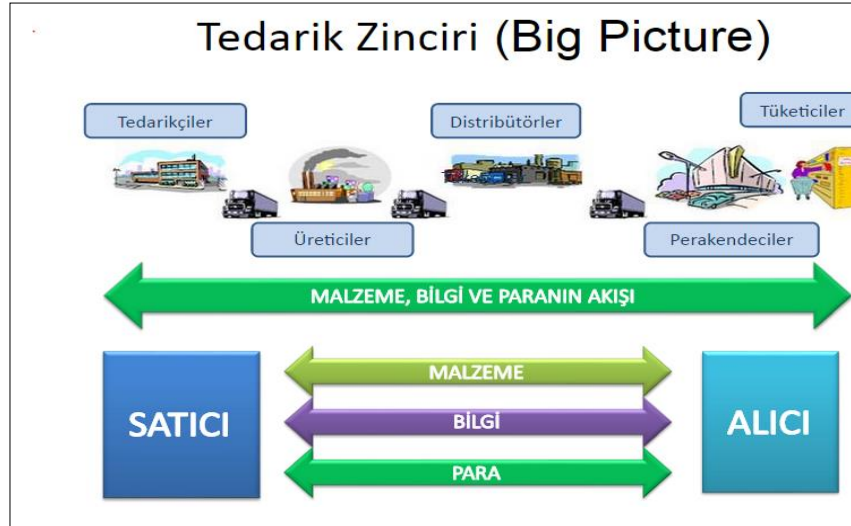 Tedarik Zinciri (Big Picture)
Tedarikçiler
Distribütörler
Tüketiciler
Üreticiler
Perakendeciler
MALZEME, BİLGİ VE PARANIN AKIŞI
SATICI
MALZEME
BİLGİ
PARA
ALICI